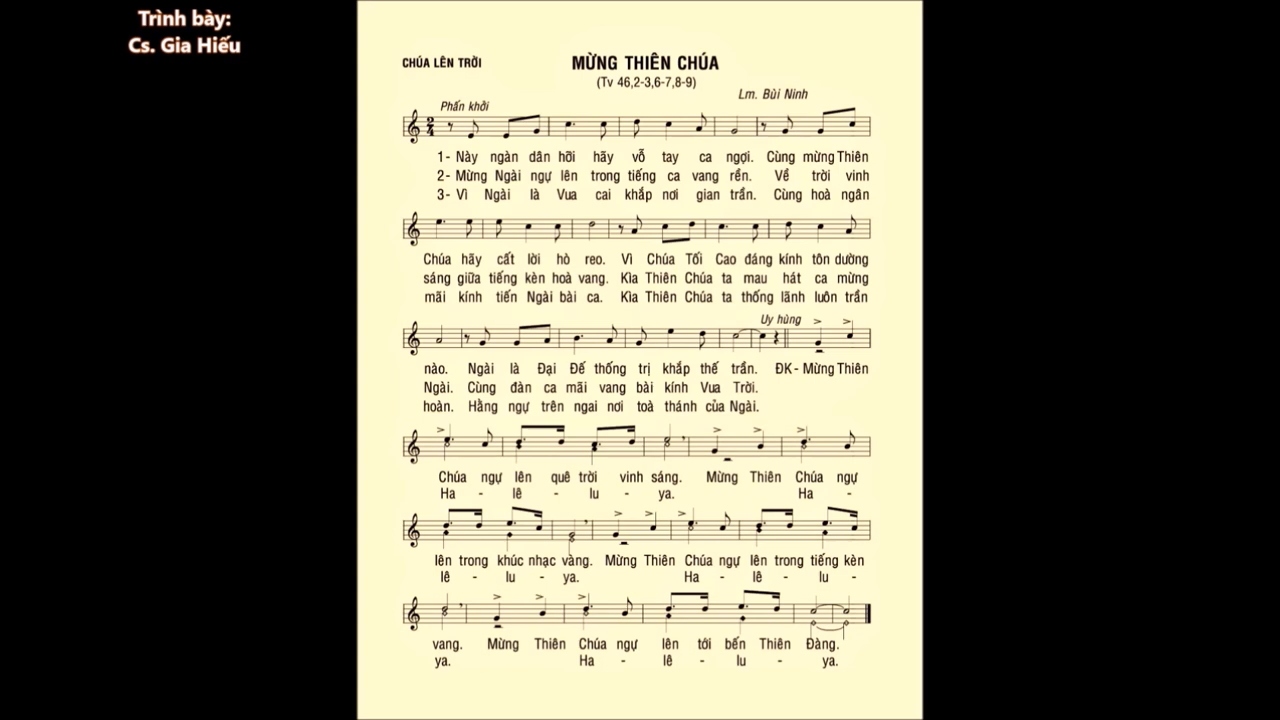 Trình bày:
Cs. Gia Hiếu
CHÚA LÊN TRỜI
MỪNG THIÊN CHÚA
(Tv 46,2-3,6-7,8-9)
Lm. Bùi Ninh
Phấn khởi
1- Này ngàn dân hỡi hãy vỗ tay ca ngợi. Cùng mừng Thiên
2- Mừng Ngài ngự lên trong tiếng ca vang rền. Về trời vinh
3- Vì Ngài là Vua cai khắp nơi gian trần. Cùng hoà ngân
Chúa hãy cất lời hò reo. Vì Chúa Tối Cao đáng kính tôn dường
sáng giữa tiếng kèn hoà vang. Kìa Thiên Chúa ta mau hát ca mừng
mãi kính tiến Ngài bài ca. Kìa Thiên Chúa ta thống lãnh luôn trần
Uy hùng
nào. Ngài là Đại Đế thống trị khắp thế trần. ĐK- Mừng Thiên
Ngài. Cùng đàn ca mãi vang bài kính Vua Trời.
hoàn. Hằng ngự trên ngai nơi toà thánh của Ngài.
Chúa ngự lên quê trời vinh sáng. Mừng Thiên Chúa ngự
Ha - lê - lu - ya. Ha -
lên trong khúc nhạc vàng. Mừng Thiên Chúa ngự lên trong tiếng kèn
lê - lu - ya. Ha - lê - lu -
vang. Mừng Thiên Chúa ngự lên tới bến Thiên Đàng.
ya. Ha - lê - lu - ya.